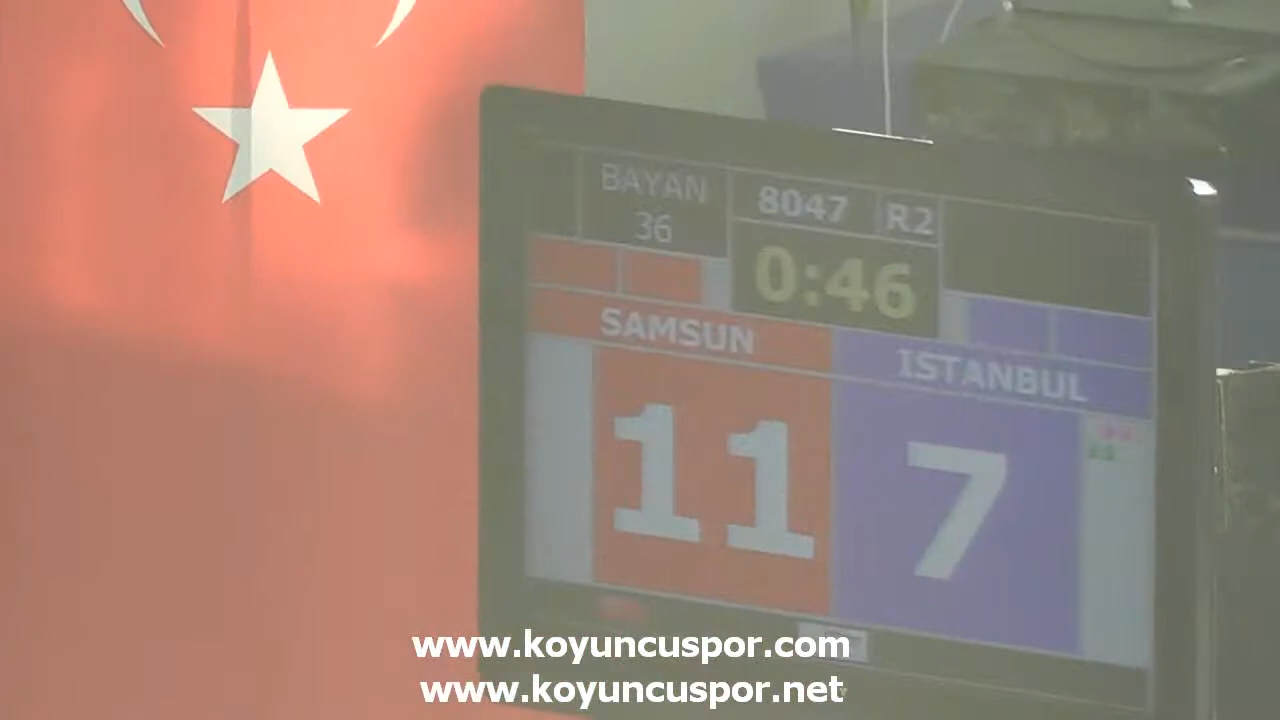 BAYAN
36
8047 R2
0:46
SAMSUN
ISTANBUL
11
7
www.koyuncuspor.com
www.koyuncuspor.net